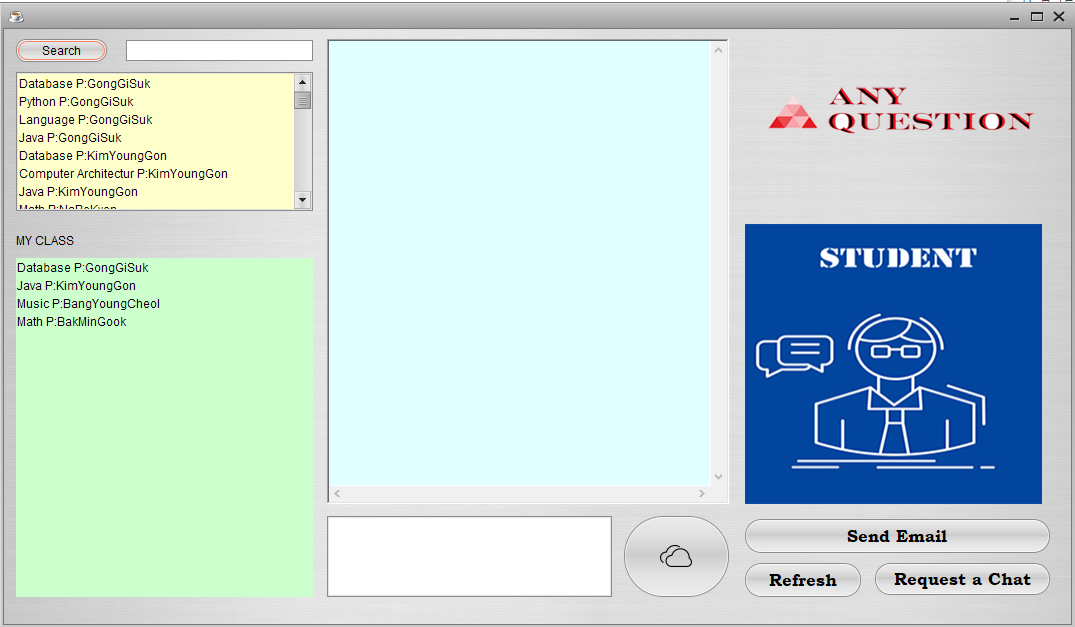 Search
Database P:GongGiSuk
Python P:GongGiSuk
Language P:GongGiSuk
Java P:GongGiSuk
Database P:KimYoungGon
Computer Architectur P:KimYoungGon
Java P:KimYoungGon
MY CLASS
Database P:GongGiSuk
Java P:KimYoungGon
Music P:BangYoungCheol
Math P:BakMinGook
ANY
QUESTION
STUDENT
Send Email
Refresh
Request a Chat